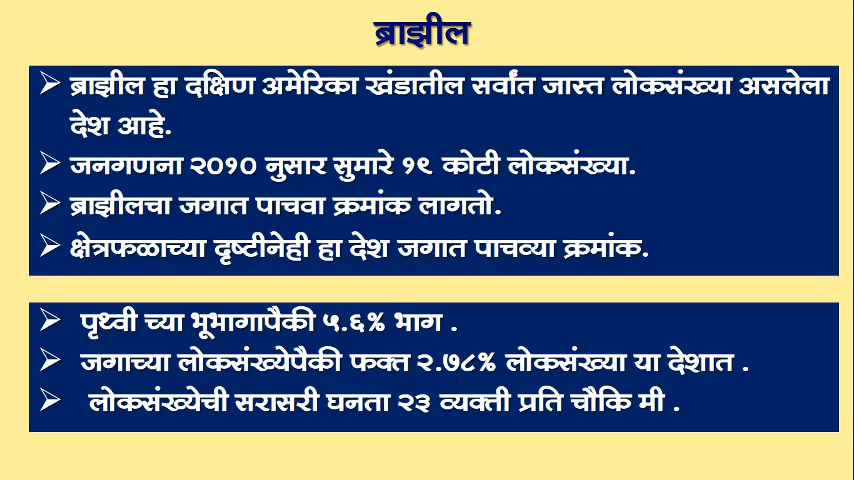 ब्राझील
ब्राझील हा दक्षिण अमेरिका खंडातील सर्वांत जास्त लोकसंख्या असलेला
देश आहे.
जनगणना २०१० नुसार सुमारे १९ कोटी लोकसंख्या.
ब्राझीलचा जगात पाचवा क्रमांक लागतो.
क्षेत्रफळाच्या दृष्टीनेही हा देश जगात पाचव्या क्रमांक.
पृथ्वी च्या भूभागापैकी ५.६% भाग .
जगाच्या लोकसंख्येपैकी फक्त २.७८% लोकसंख्या या देशात .
लोकसंख्येची सरासरी घनता २३ व्यक्ती प्रति चौकि मी .